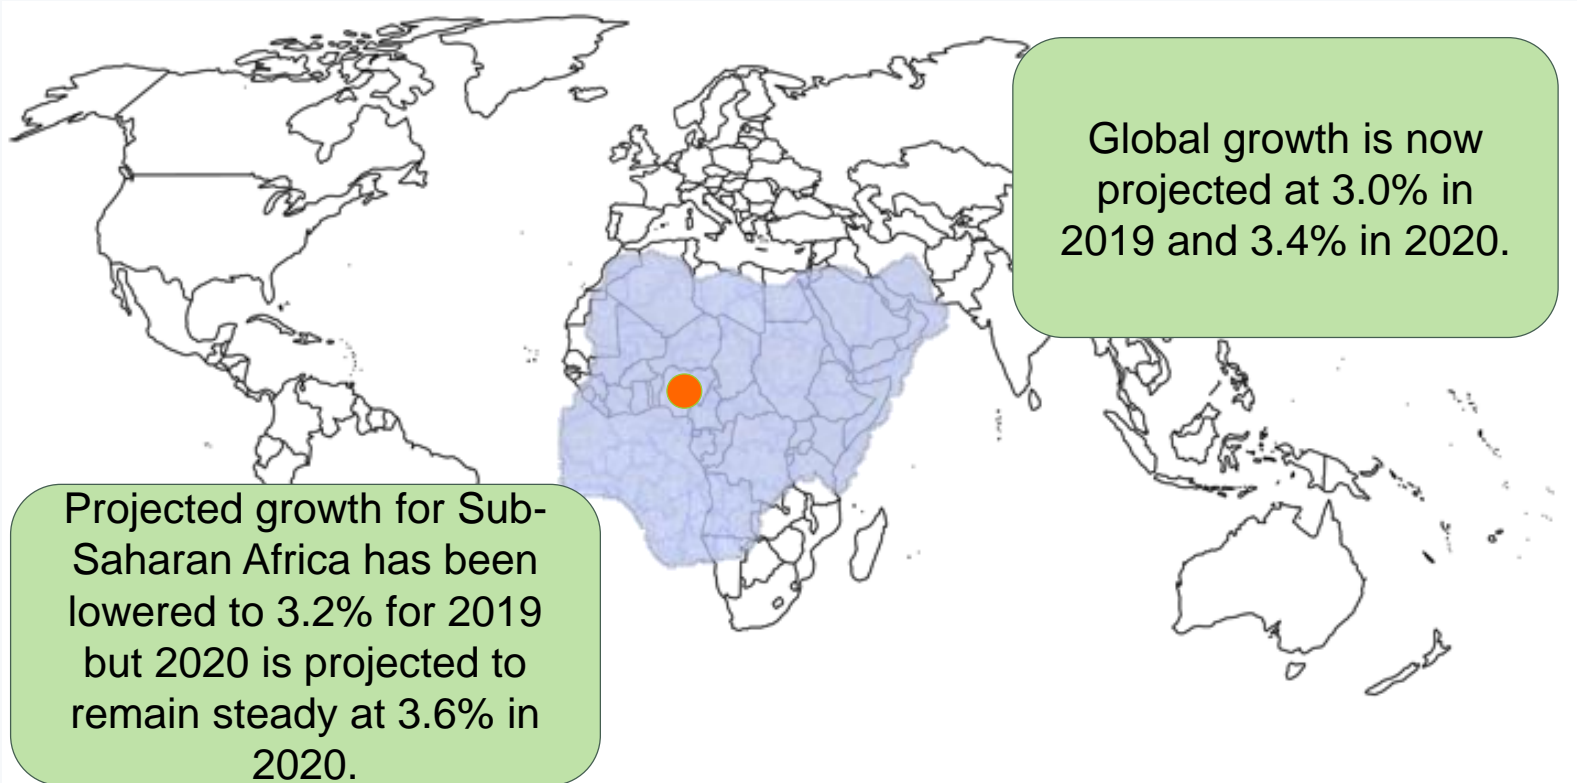 Global growth is now
projected at 3.0% in
2019 and 3.4% in 2020.
Projected growth for Sub-
Saharan Africa has been
lowered to 3.2% for 2019
but 2020 is projected to
remain steady at 3.6% in
2020.